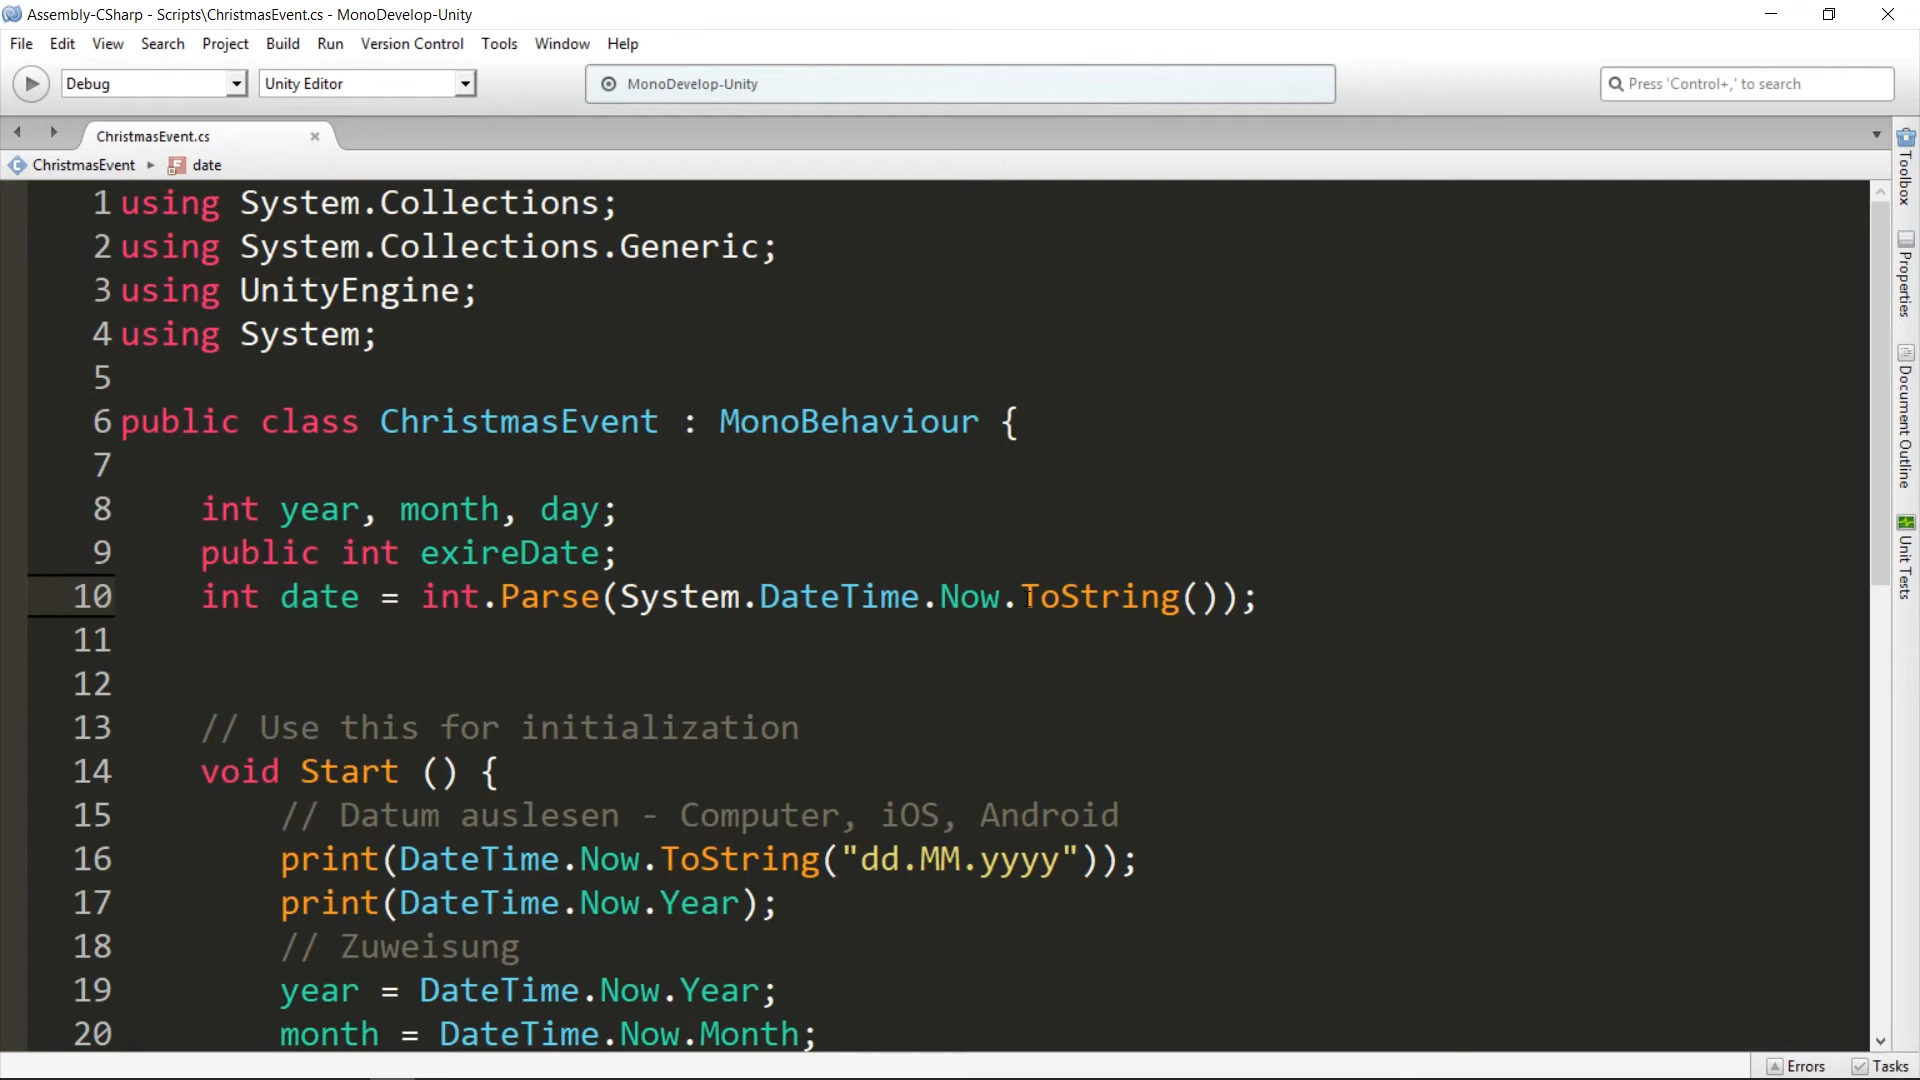 Assembly-CSharp - Scripts\ChristmasEvent.cs - MonoDevelop-Unity
File Edit View Search Project Build Run Version Control Tools Window Help
Debug Unity Editor MonoDevelop-Unity Press 'Control+,' to search
ChristmasEvent.cs
ChristmasEvent date
1 using System.Collections;
2 using System.Collections.Generic;
3 using UnityEngine;
4 using System;
5
6 public class ChristmasEvent : MonoBehaviour {
7
8 int year, month, day;
9 public int exireDate;
10 int date = int.Parse(System.DateTime.Now.ToString());
11
12
13 // Use this for initialization
14 void Start () {
15 // Datum auslesen - Computer, iOS, Android
16 print(DateTime.Now.ToString("dd.MM.yyyy"));
17 print(DateTime.Now.Year);
18 // Zuweisung
19 year = DateTime.Now.Year;
20 month = DateTime.Now.Month;
Toolbox
Properties
Document Outline
Unit Tests
Errors Tasks